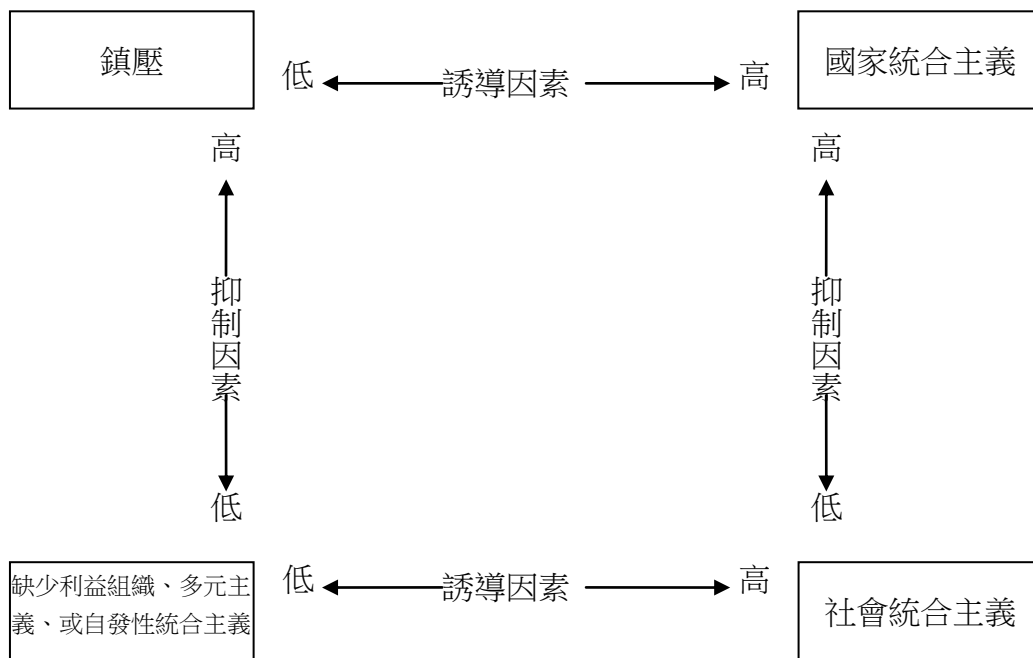 鎮壓
低
誘導因素
高
國家統合主義
高
高
抑制因素
抑制因素
低
低
缺少利益組織、多元主
義、或自發性統合主義
低
誘導因素
高
社會統合主義